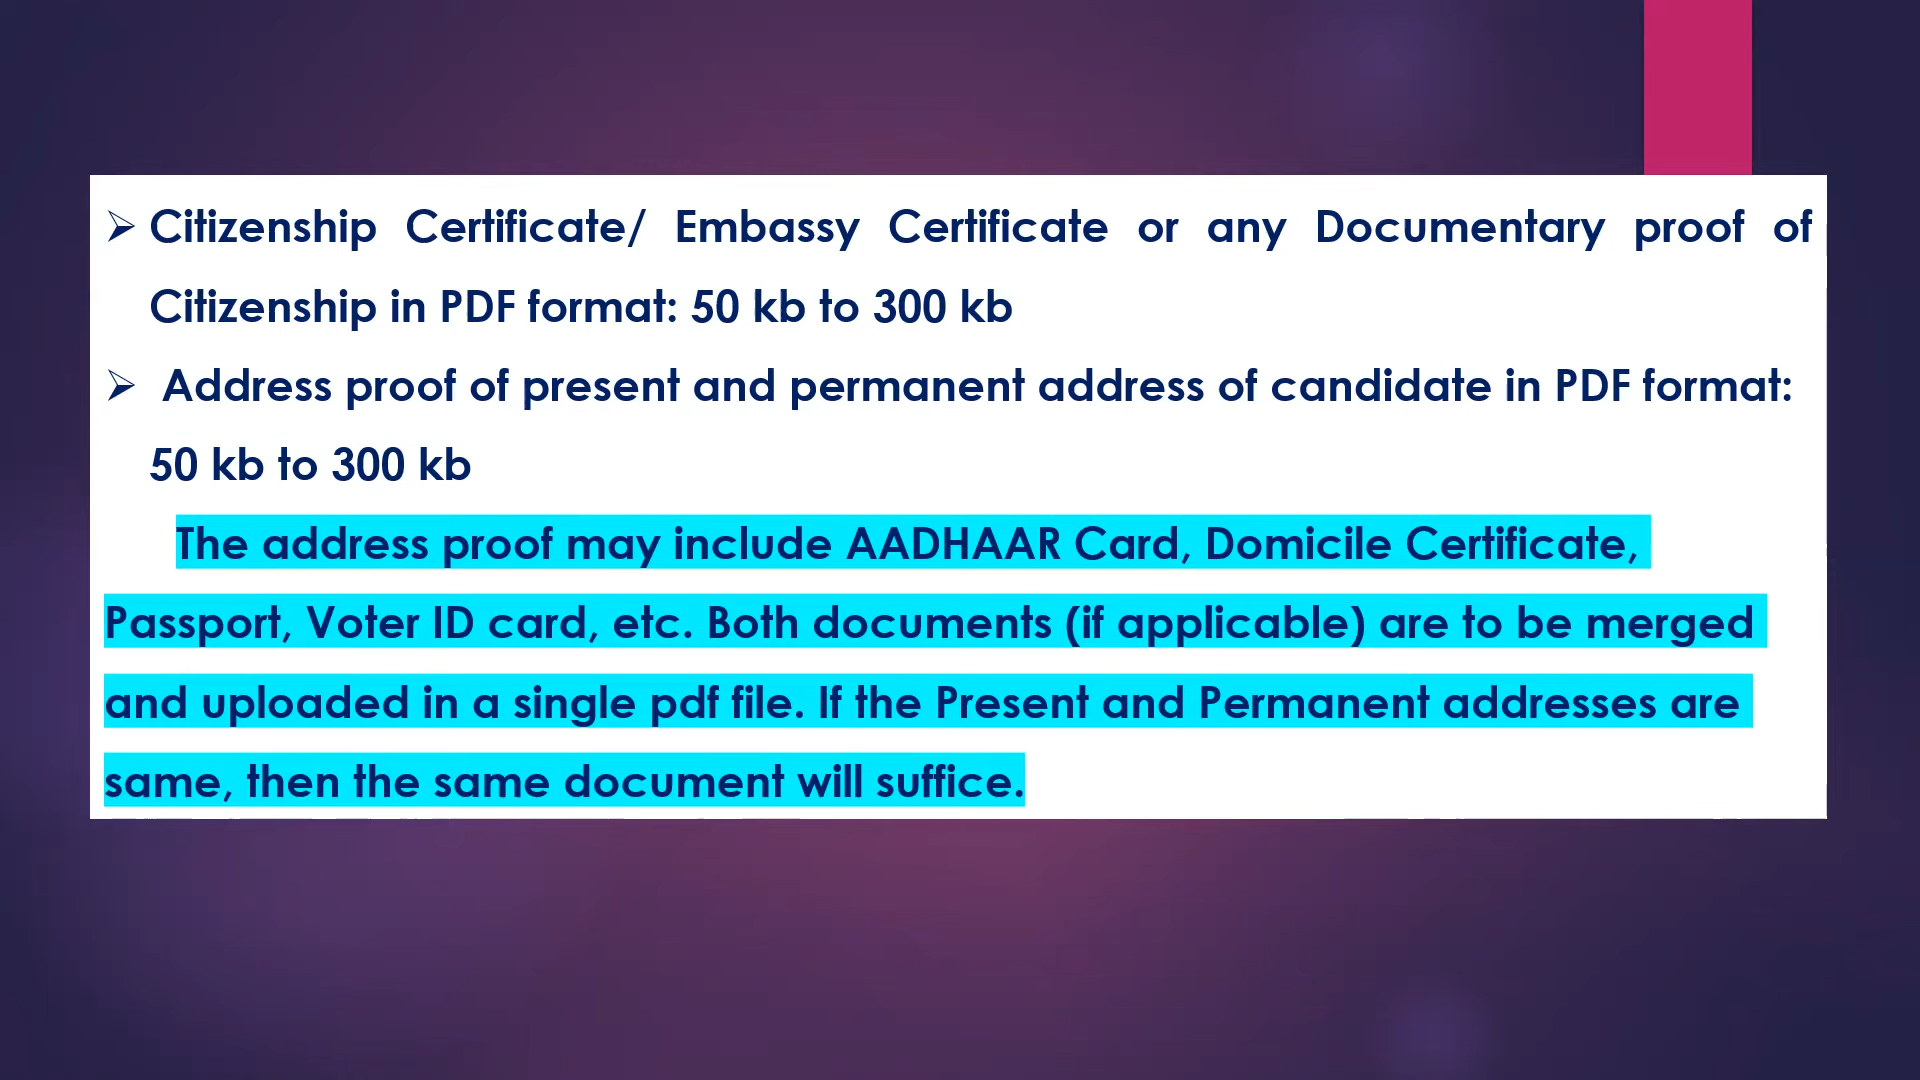 ➢ Citizenship Certificate/ Embassy Certificate or any Documentary proof of
Citizenship in PDF format: 50 kb to 300 kb
➢ Address proof of present and permanent address of candidate in PDF format:
50 kb to 300 kb
The address proof may include AADHAAR Card, Domicile Certificate,
Passport, Voter ID card, etc. Both documents (if applicable) are to be merged
and uploaded in a single pdf file. If the Present and Permanent addresses are
same, then the same document will suffice.